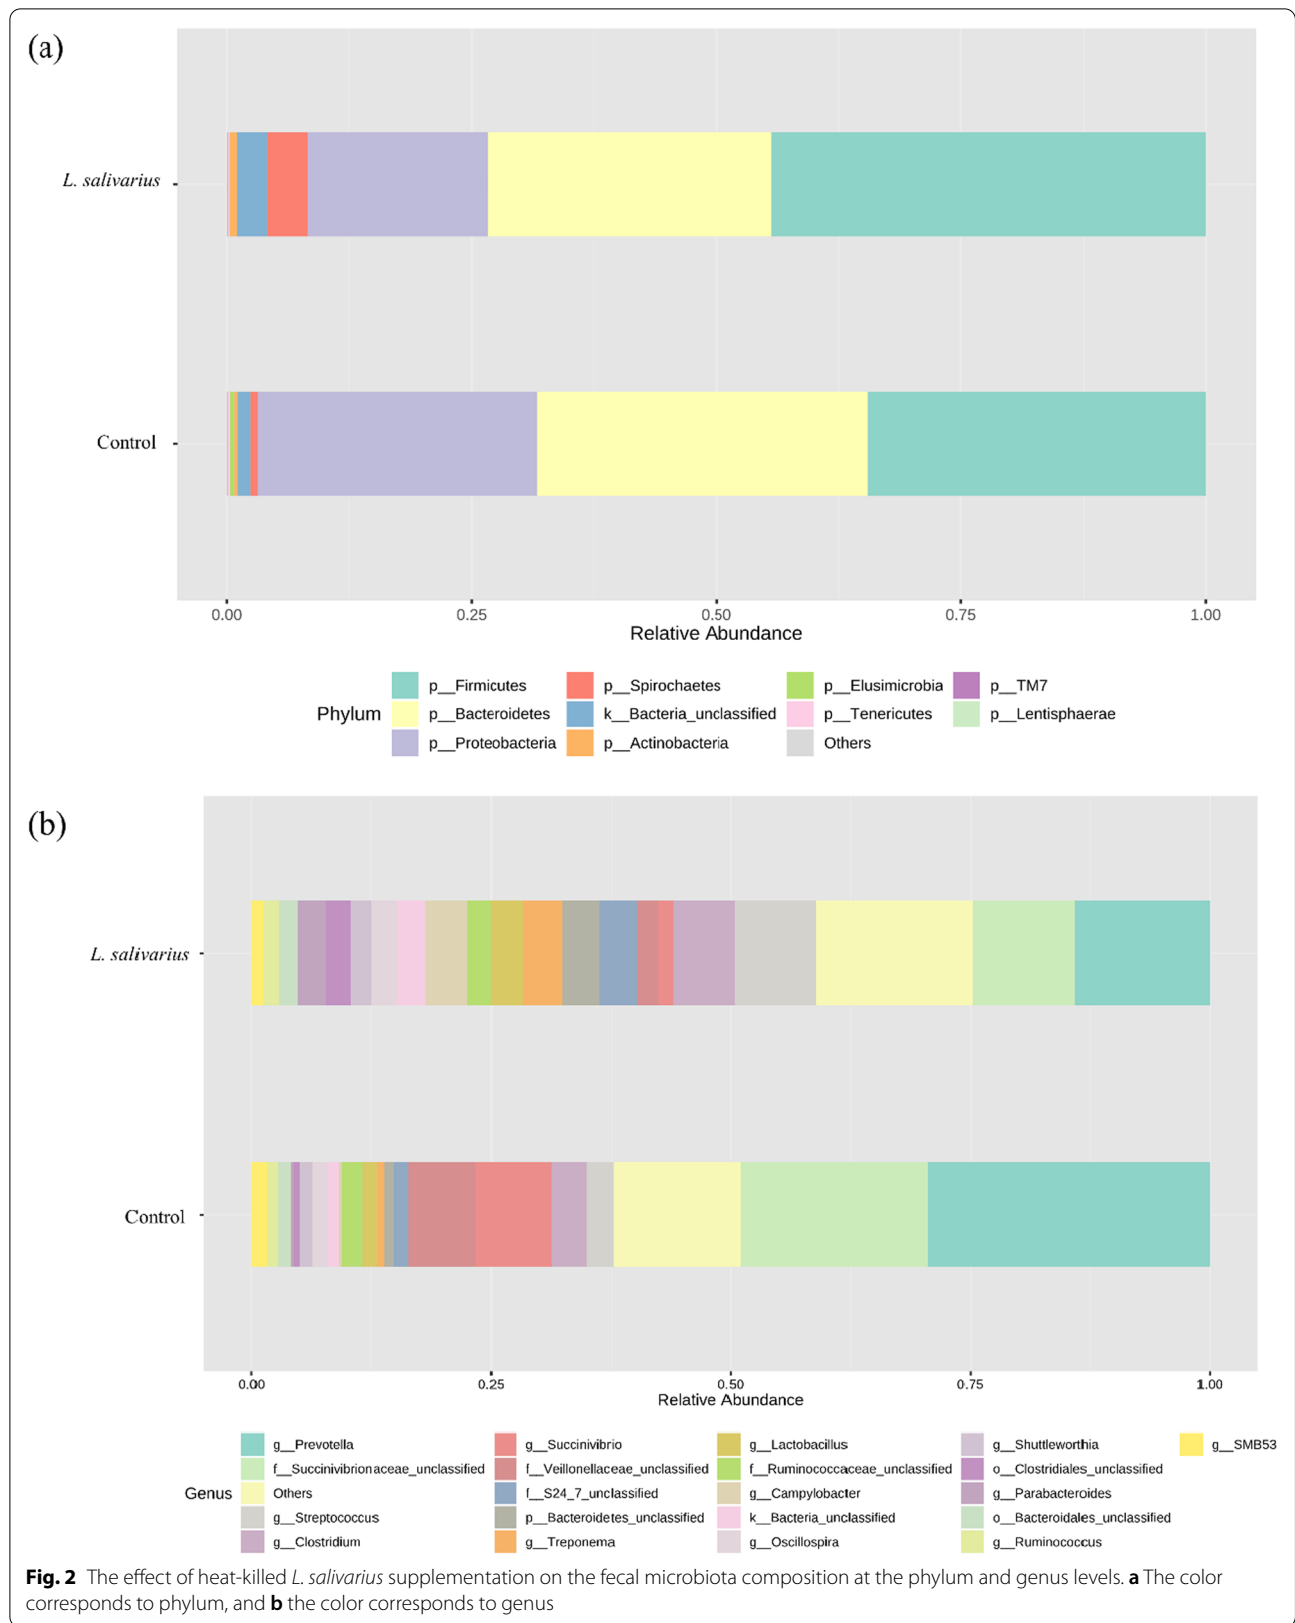 (a)
L. salivarius
Control
0.00 0.25 0.50 0.75 1.00
Relative Abundance
Phylum
p__Firmicutes p__Spirochaetes p__Elusimicrobia p__TM7
p__Bacteroidetes k__Bacteria_unclassified p__Tenericutes p__Lentisphaerae
p__Proteobacteria p__Actinobacteria Others
(b)
L. salivarius
Control
0.00 0.25 0.50 0.75 1.00
Relative Abundance
Genus
g__Prevotella g__Succinivibrio g__Lactobacillus g__Shuttleworthia g__SMB53
f__Succinivibrionaceae_unclassified f__Veillonellaceae_unclassified f__Ruminococcaceae_unclassified o__Clostridiales_unclassified
Others f__S24_7_unclassified g__Campylobacter g__Parabacteroides
g__Streptococcus p__Bacteroidetes_unclassified k__Bacteria_unclassified o__Bacteroidales_unclassified
g__Clostridium g__Treponema g__Oscillospira g__Ruminococcus
Fig. 2 The effect of heat-killed L. salivarius supplementation on the fecal microbiota composition at the phylum and genus levels. a The color
corresponds to phylum, and b the color corresponds to genus